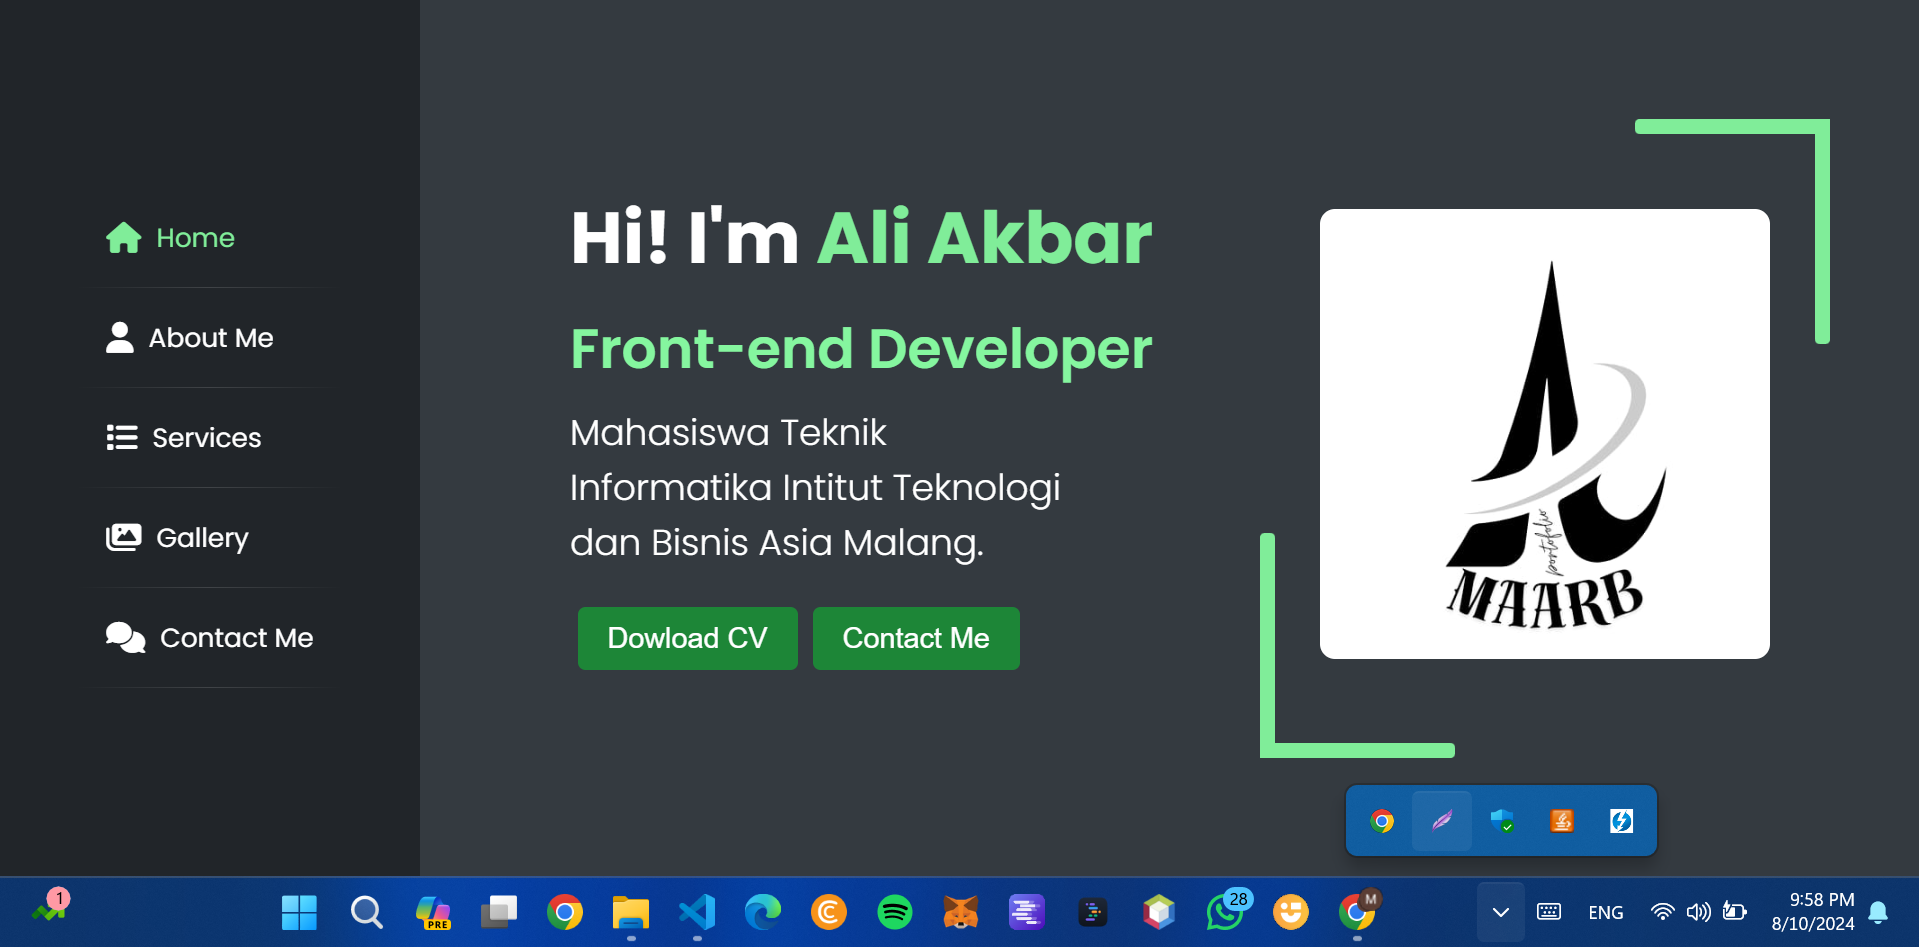 Home
About Me
Services
Gallery
Contact Me
Hi! I'm Ali Akbar
Front-end Developer
Mahasiswa Teknik
Informatika Intitut Teknologi
dan Bisnis Asia Malang.
Dowload CV
Contact Me
portofolio
MAARB
1
PRE
28
M
ENG
9:58 PM
8/10/2024